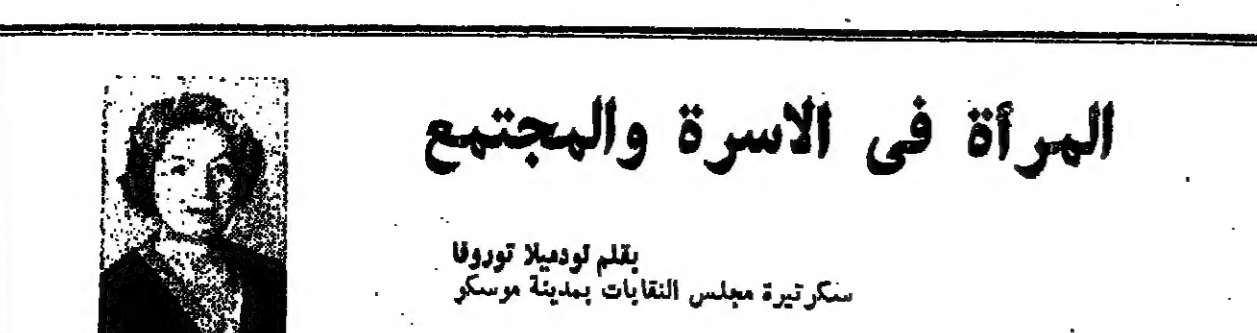 المرأة فى الاسرة والمجتمع
بقلم لودميلا توروفا
سكرتيرة مجلس النقابات بمدينة موسكو